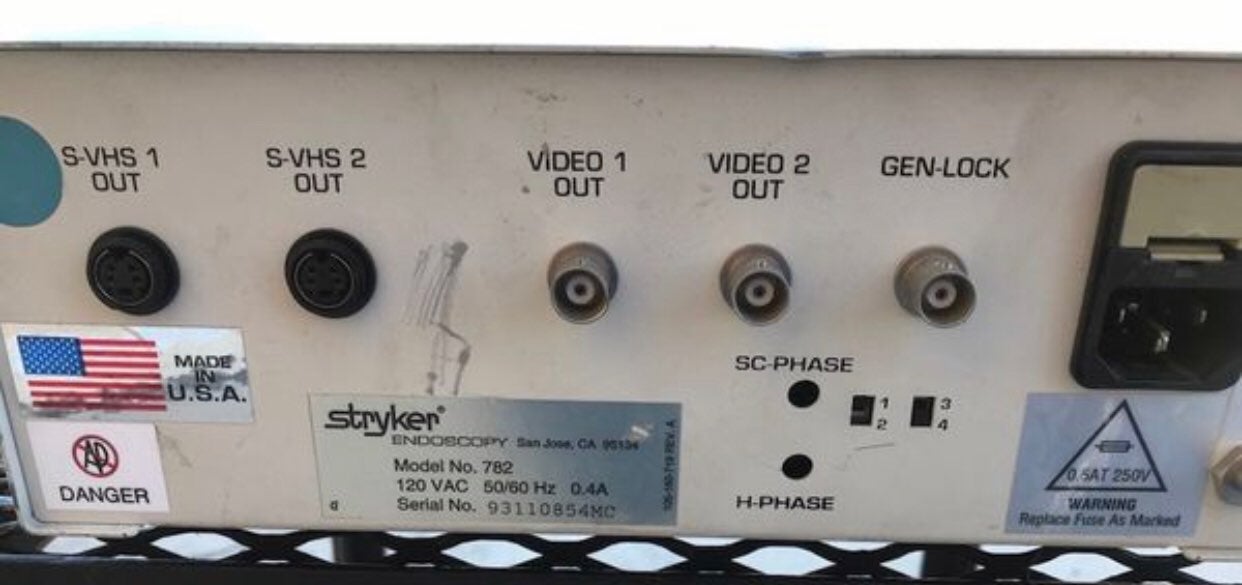 S-VHS 1
OUT
S-VHS 2
OUT
VIDEO 1
OUT
VIDEO 2
OUT
GEN-LOCK
MADE
IN
U.S.A.
AP
DANGER
stryker®
ENDOSCOPY San Jose, CA 95134
Model No. 782
120 VAC 50/60 Hz 0.4A
Serial No. 93110854MC
d
REV. A
SC-PHASE
1
2
3
4
H-PHASE
250V
WARNING
Replace Fuse As Marked